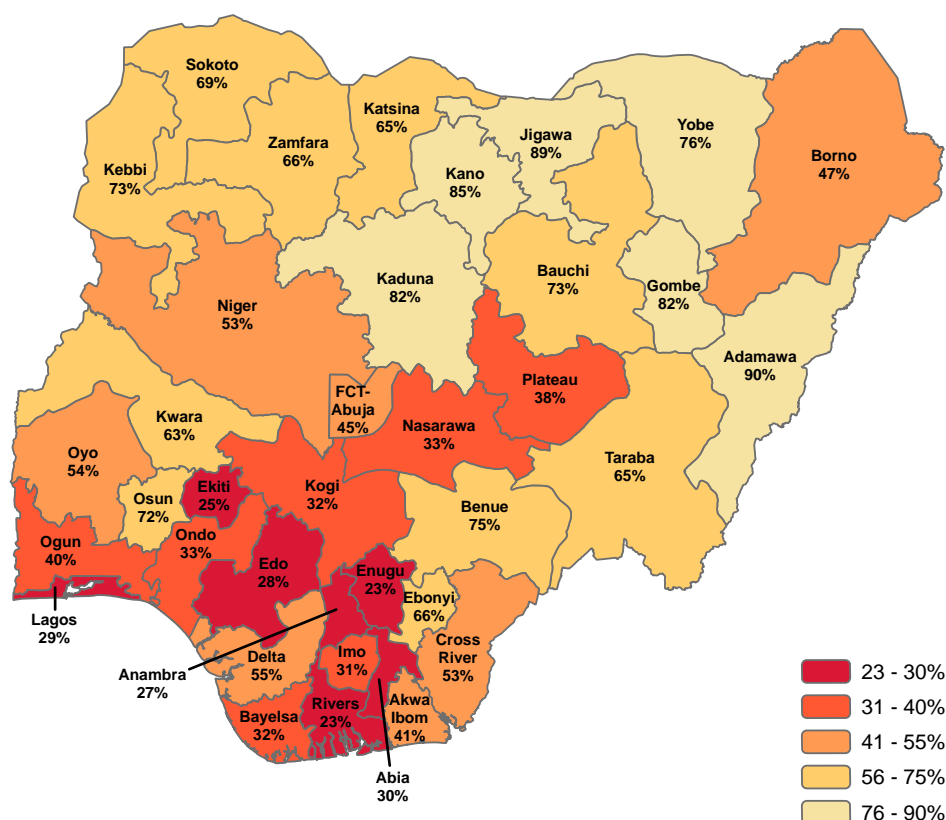 Sokoto
69%
Katsina
65%
Zamfara
66%
Kebbi
73%
Jigawa
89%
Kano
85%
Yobe
76%
Borno
47%
Kaduna
82%
Bauchi
73%
Gombe
82%
Niger
53%
Adamawa
90%
Plateau
38%
FCT-
Abuja
45%
Nasarawa
33%
Kwara
63%
Oyo
54%
Taraba
65%
Osun
72%
Ekiti
25%
Kogi
32%
Benue
75%
Ogun
40%
Ondo
33%
Edo
28%
Enugu
23%
Ebonyi
66%
Lagos
29%
Anambra
27%
Delta
55%
Imo
31%
Cross
River
53%
Bayelsa
32%
Rivers
23%
Akwa
Ibom
41%
Abia
30%
23 - 30%
31 - 40%
41 - 55%
56 - 75%
76 - 90%